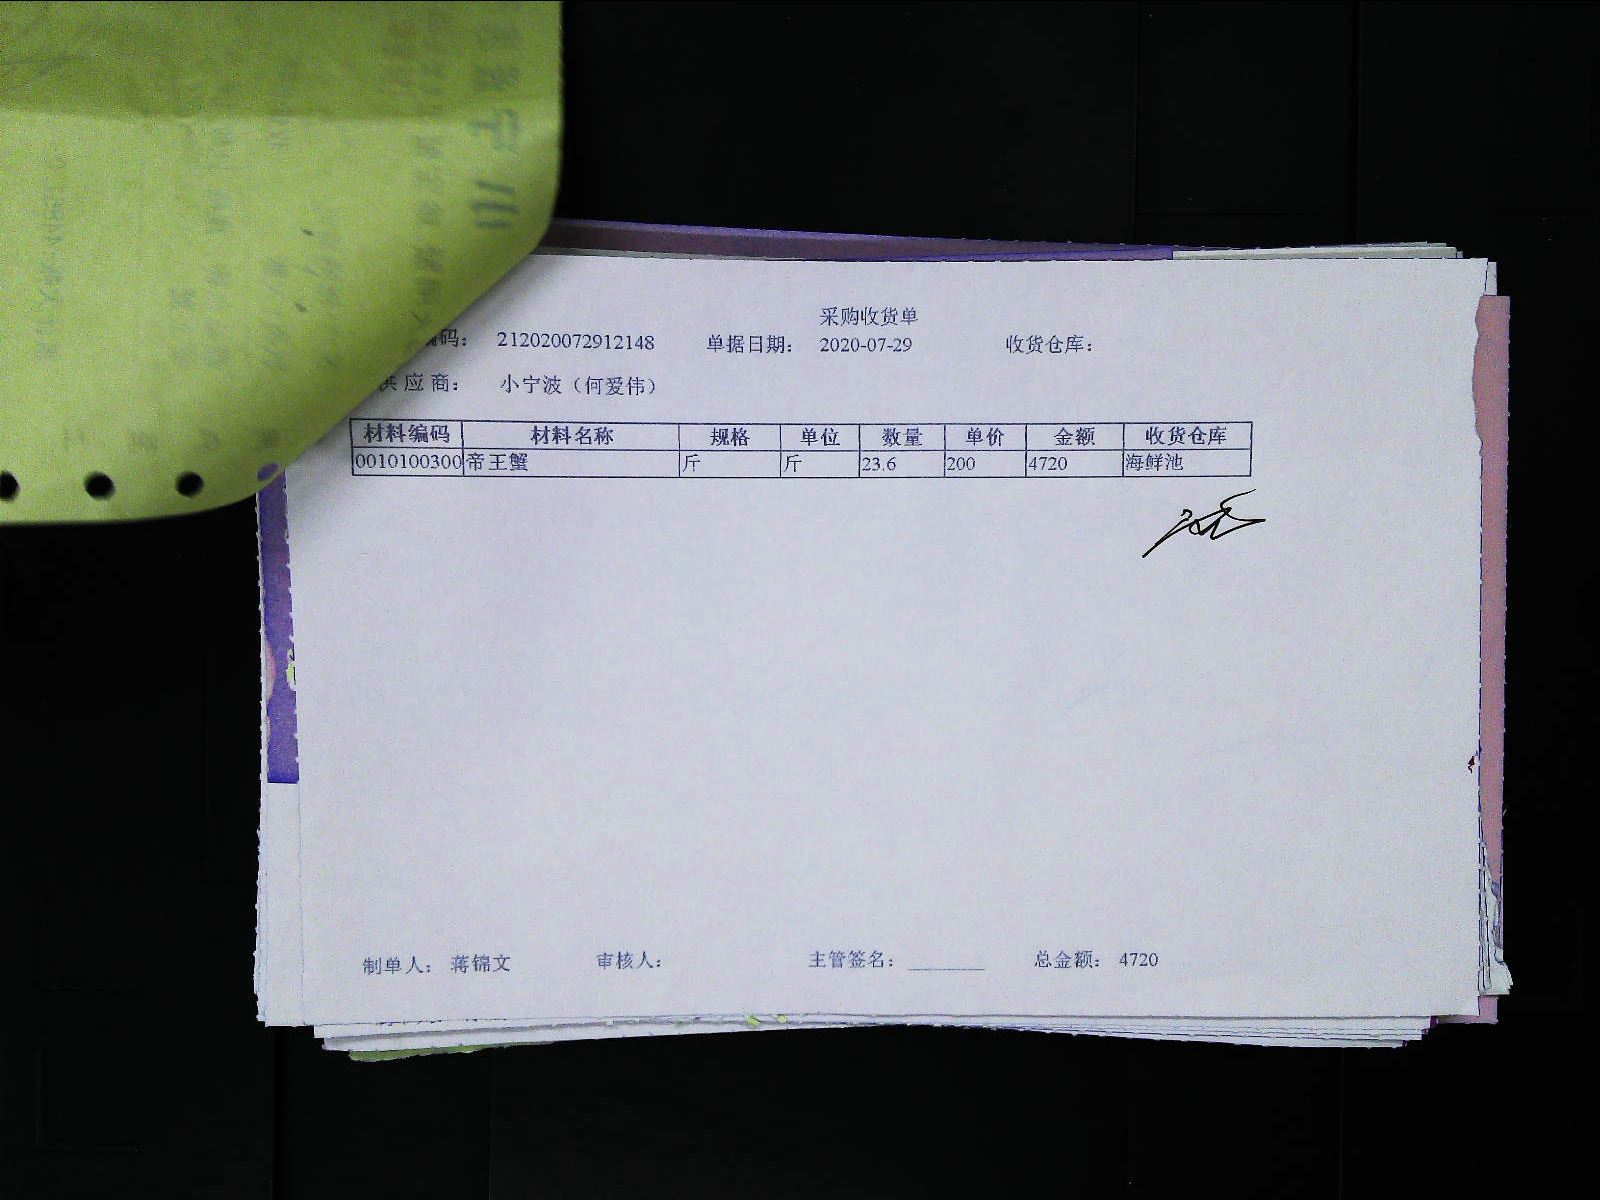 采购收货单
编码： 212020072912148 单据日期： 2020-07-29 收货仓库：
供应商： 小宁波（何爱伟）
材料编码 材料名称 规格 单位 数量 单价 金额 收货仓库
0010100300 帝王蟹 斤 斤 23.6 200 4720 海鲜池
制单人： 蒋锦文 审核人： 主管签名： ________ 总金额： 4720